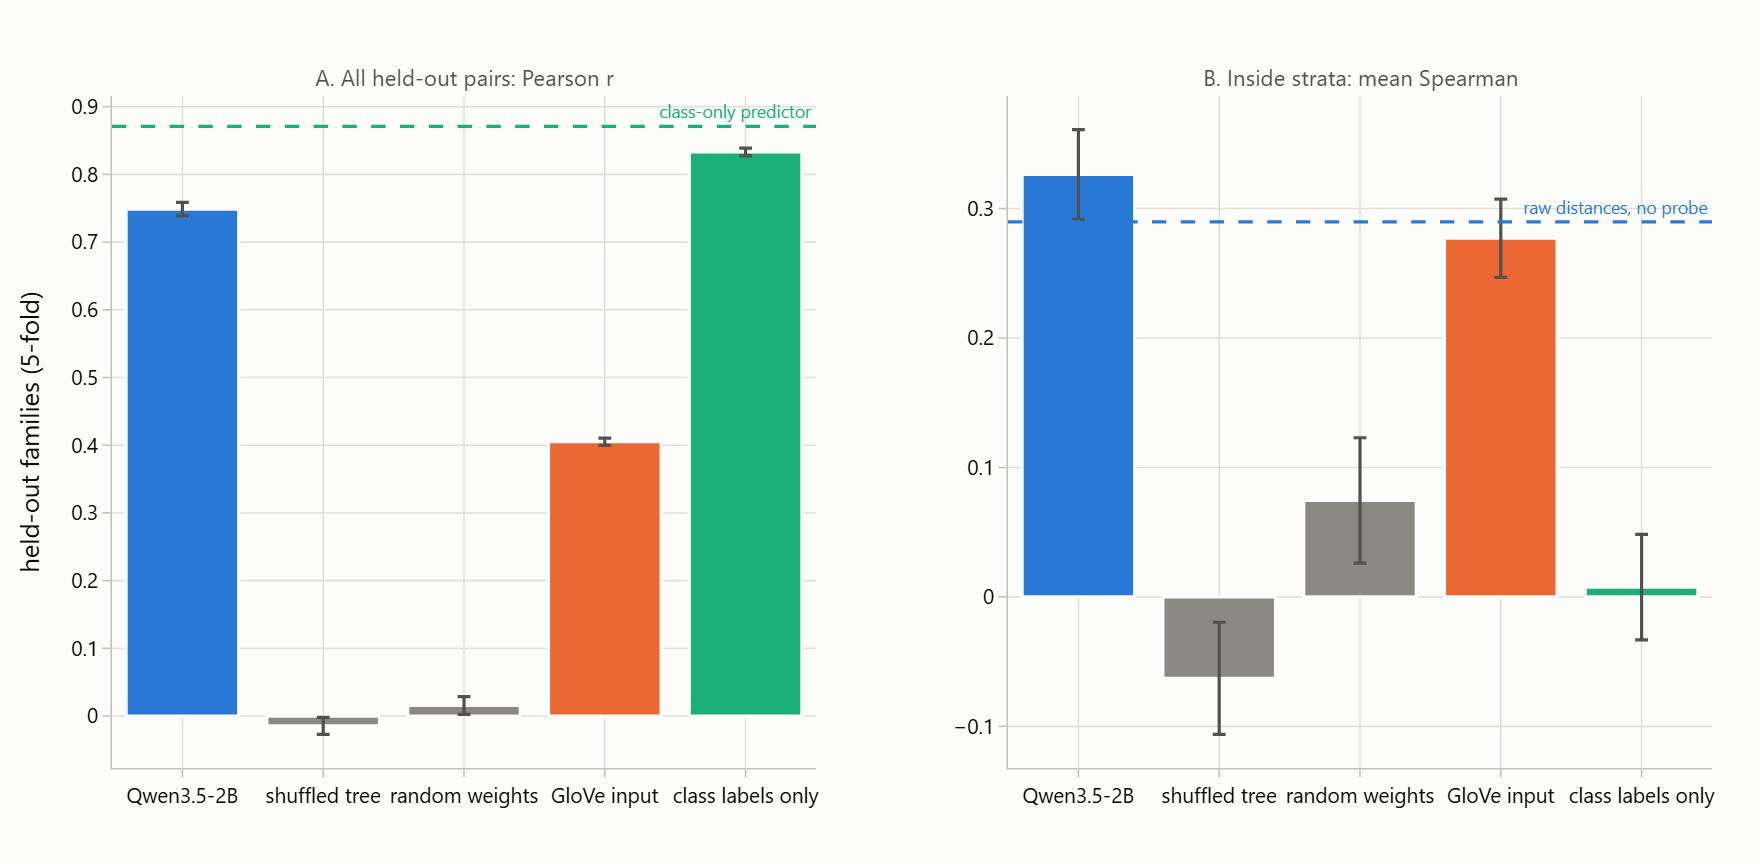 A. All held-out pairs: Pearson r
class-only predictor
held-out families (5-fold)
0.9
0.8
0.7
0.6
0.5
0.4
0.3
0.2
0.1
0
Qwen3.5-2B
shuffled tree
random weights
GloVe input
class labels only
B. Inside strata: mean Spearman
raw distances, no probe
0.3
0.2
0.1
0
−0.1
Qwen3.5-2B
shuffled tree
random weights
GloVe input
class labels only